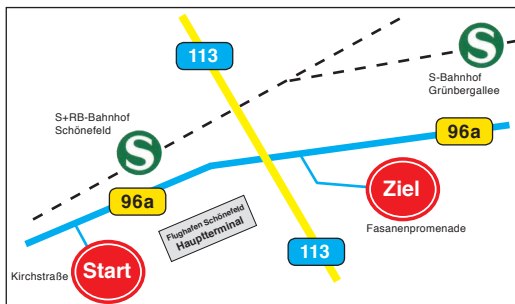 113
S
S-Bahnhof
Grünbergallee
S+RB-Bahnhof
Schönefeld
S
96a
96a
Ziel
Fasanenpromenade
Flughafen Schönefeld
Hauptterminal
113
Kirchstraße
Start